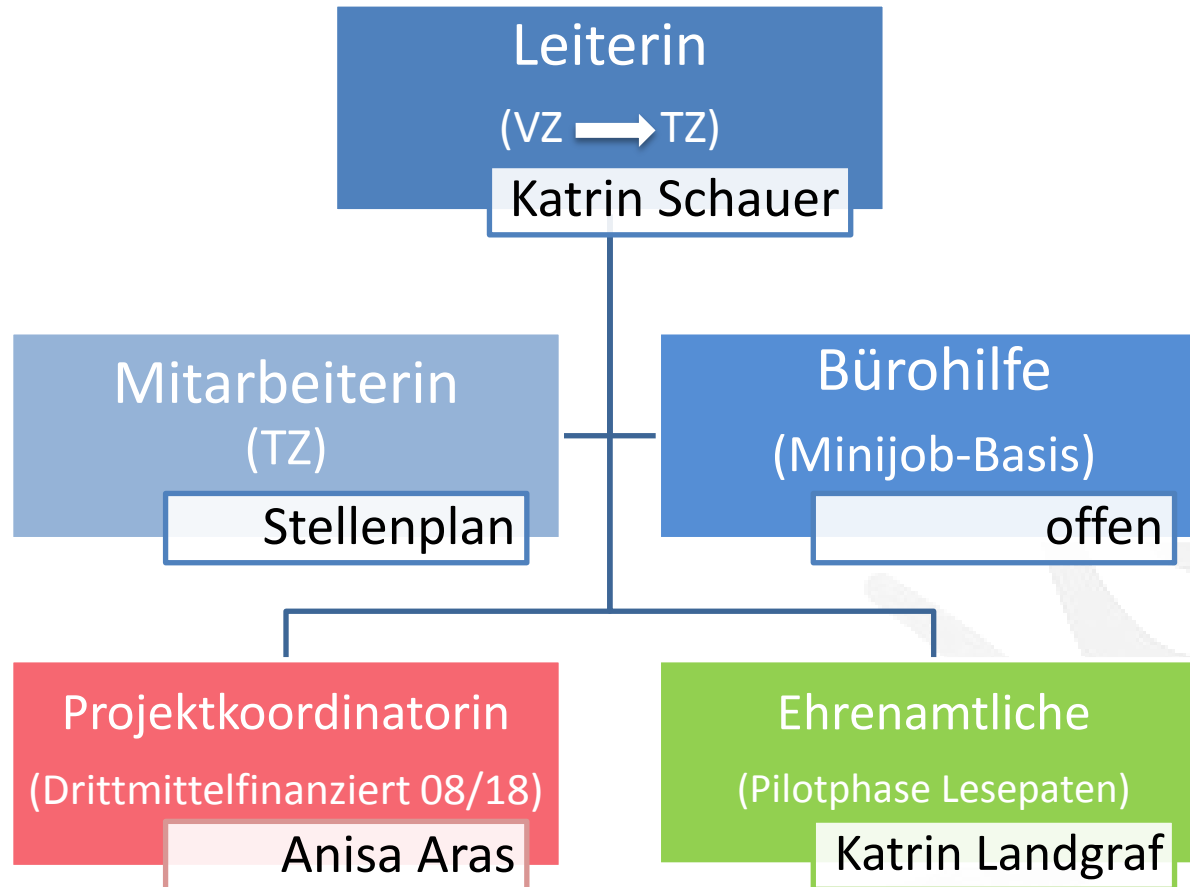 Leiterin
(VZ TZ)
Katrin Schauer
Mitarbeiterin
(TZ)
Stellenplan
Bürohilfe
(Minijob-Basis)
offen
Projektkoordinatorin
(Drittmittelfinanziert 08/18)
Anisa Aras
Ehrenamtliche
(Pilotphase Lesepaten)
Katrin Landgraf